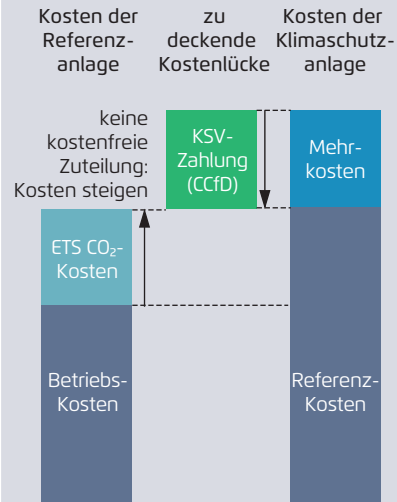 Kosten der
Referenz-
anlage
zu
deckende
Kostenlücke
Kosten der
Klimaschutz-
anlage
keine
kostenfreie
Zuteilung:
Kosten steigen
KSV-
Zahlung
(CCfD)
Mehr-
kosten
ETS CO₂-
Kosten
Betriebs-
Kosten
Referenz-
Kosten